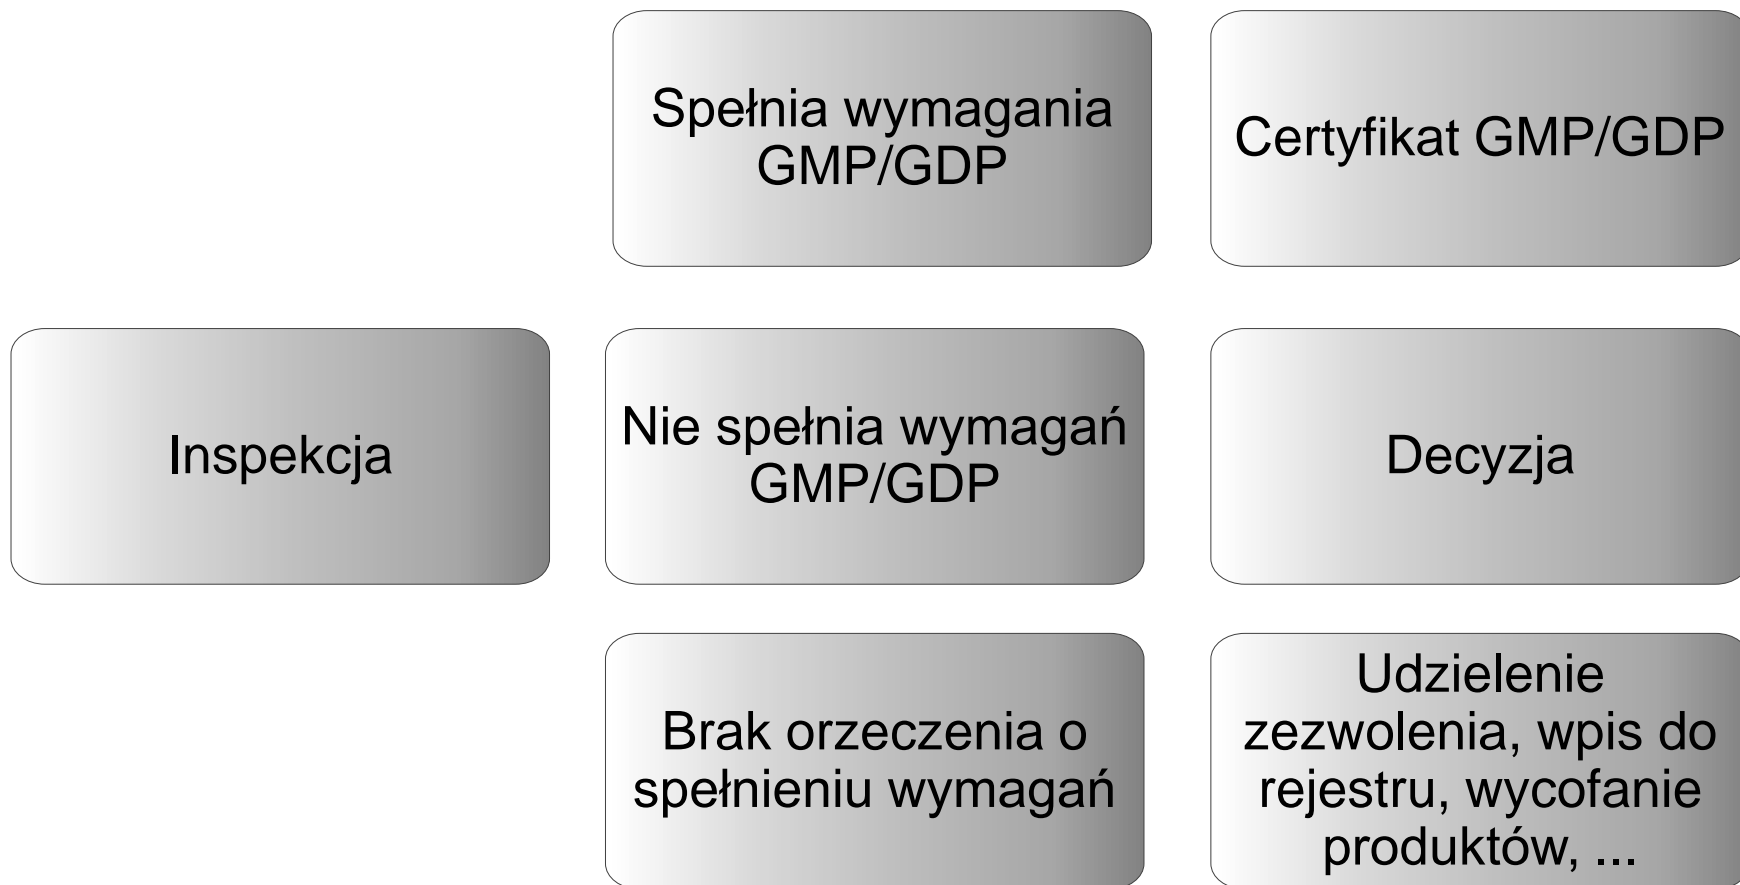 Spełnia wymagania
GMP/GDP
Certyfikat GMP/GDP
Inspekcja
Nie spełnia wymagań
GMP/GDP
Decyzja
Brak orzeczenia o
spełnieniu wymagań
Udzielenie
zezwolenia, wpis do
rejestru, wycofanie
produktów, ...